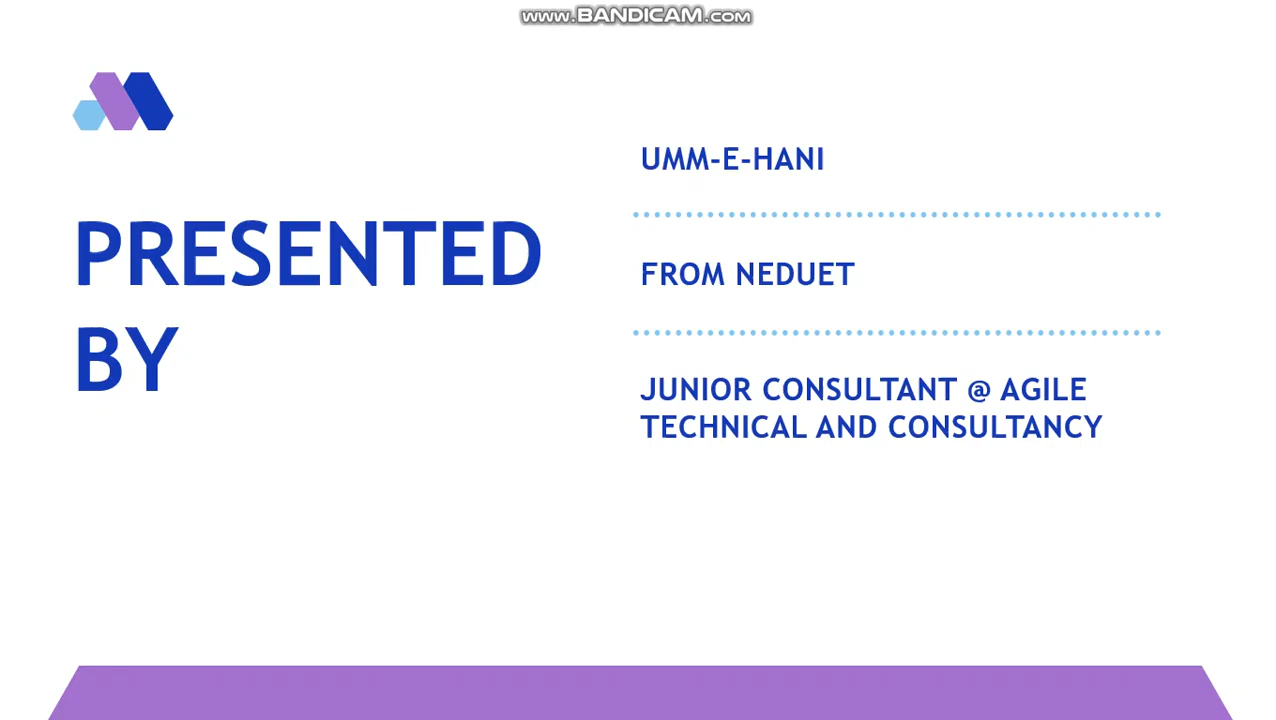 www.BANDICAM.com
PRESENTED
BY
UMM-E-HANI
FROM NEDUET
JUNIOR CONSULTANT @ AGILE
TECHNICAL AND CONSULTANCY